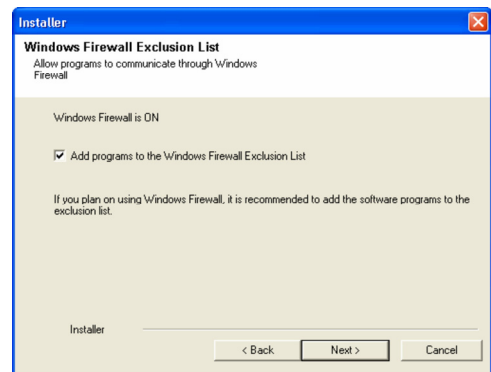 Installer
Windows Firewall Exclusion List
Allow programs to communicate through Windows
Firewall
Windows Firewall is ON
Add programs to the Windows Firewall Exclusion List
If you plan on using Windows Firewall, it is recommended to add the software programs to the
exclusion list.
Installer
< Back
Next >
Cancel